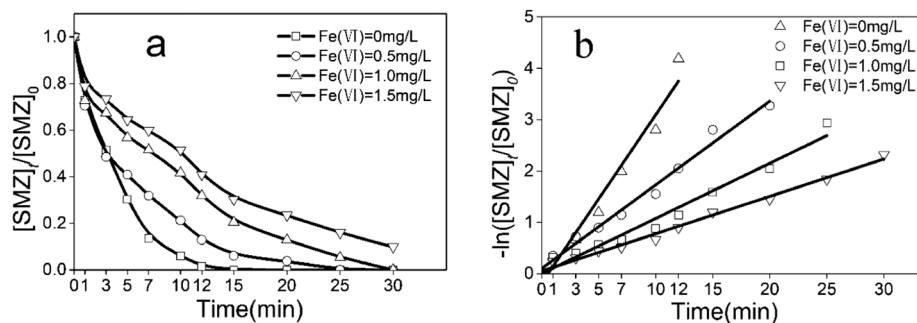 a
Fe(Ⅵ)=0mg/L
Fe(Ⅵ)=0.5mg/L
Fe(Ⅵ)=1.0mg/L
Fe(Ⅵ)=1.5mg/L
[SMZ]t/[SMZ]0
1.0
0.8
0.6
0.4
0.2
0.0
0 1 3 5 7 10 12 15 20 25 30
Time(min)
b
Fe(Ⅵ)=0mg/L
Fe(Ⅵ)=0.5mg/L
Fe(Ⅵ)=1.0mg/L
Fe(Ⅵ)=1.5mg/L
-ln([SMZ]t/[SMZ]0)
5
4
3
2
1
0
0 1 3 5 7 10 12 15 20 25 30
Time(min)